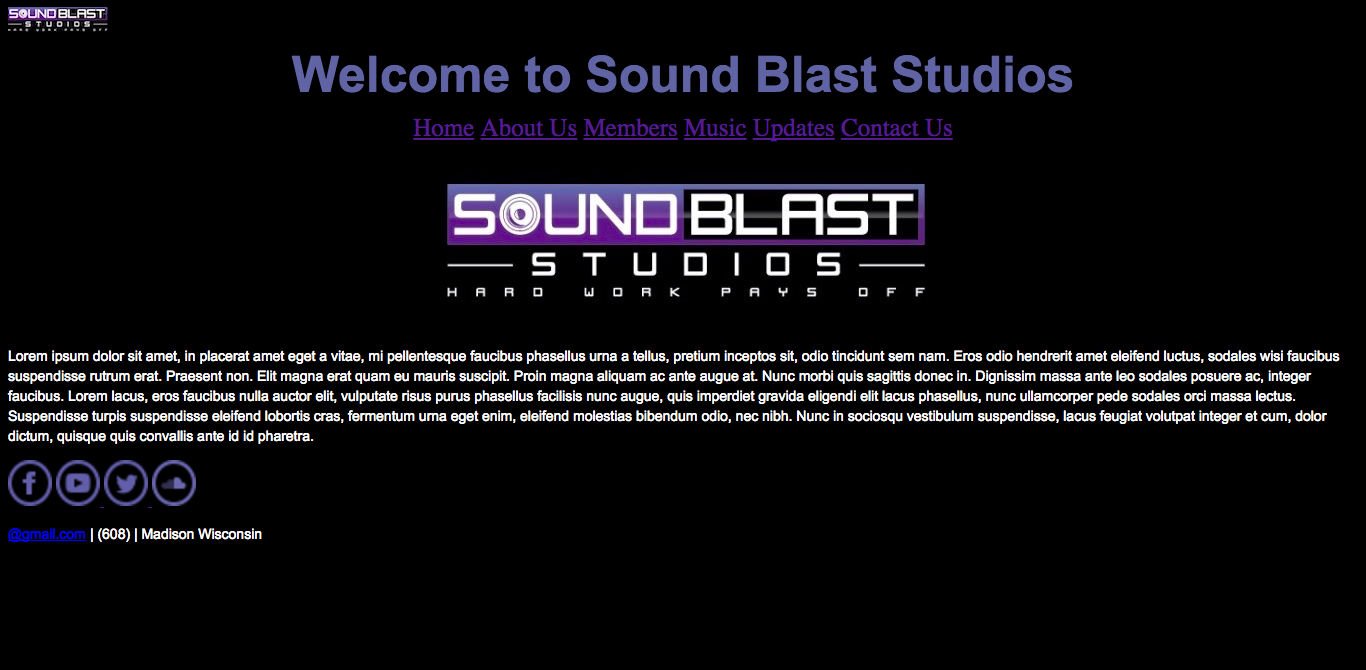 SOUND BLAST
STUDIOS
HARD WORK PAYS OFF
Welcome to Sound Blast Studios
Home About Us Members Music Updates Contact Us
SOUND BLAST
STUDIOS
HARD WORK PAYS OFF
Lorem ipsum dolor sit amet, in placerat amet eget a vitae, mi pellentesque faucibus phasellus urna a tellus, pretium inceptos sit, odio tincidunt sem nam. Eros odio hendrerit amet eleifend luctus, sodales wisi faucibus
suspendisse rutrum erat. Praesent non. Elit magna erat quam eu mauris suscipit. Proin magna aliquam ac ante augue at. Nunc morbi quis sagittis donec in. Dignissim massa ante leo sodales posuere ac, integer
faucibus. Lorem lacus, eros faucibus nulla auctor elit, vulputate risus purus phasellus facilisis nunc augue, quis imperdiet gravida eligendi elit lacus phasellus, nunc ullamcorper pede sodales orci massa lectus.
Suspendisse turpis suspendisse eleifend lobortis cras, fermentum urna eget enim, eleifend molestias bibendum odio, nec nibh. Nunc in sociosqu vestibulum suspendisse, lacus feugiat volutpat integer et cum, dolor
dictum, quisque quis convallis ante id id pharetra.
@gmail.com | (608) | Madison Wisconsin